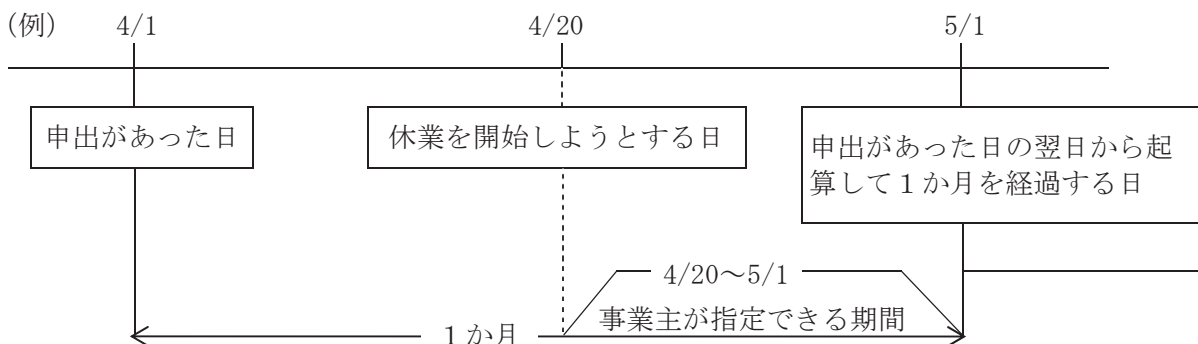 (例) 4/1 4/20 5/1
申出があった日
休業を開始しようとする日
申出があった日の翌日から起
算して１か月を経過する日
4/20～5/1
事業主が指定できる期間
１か月